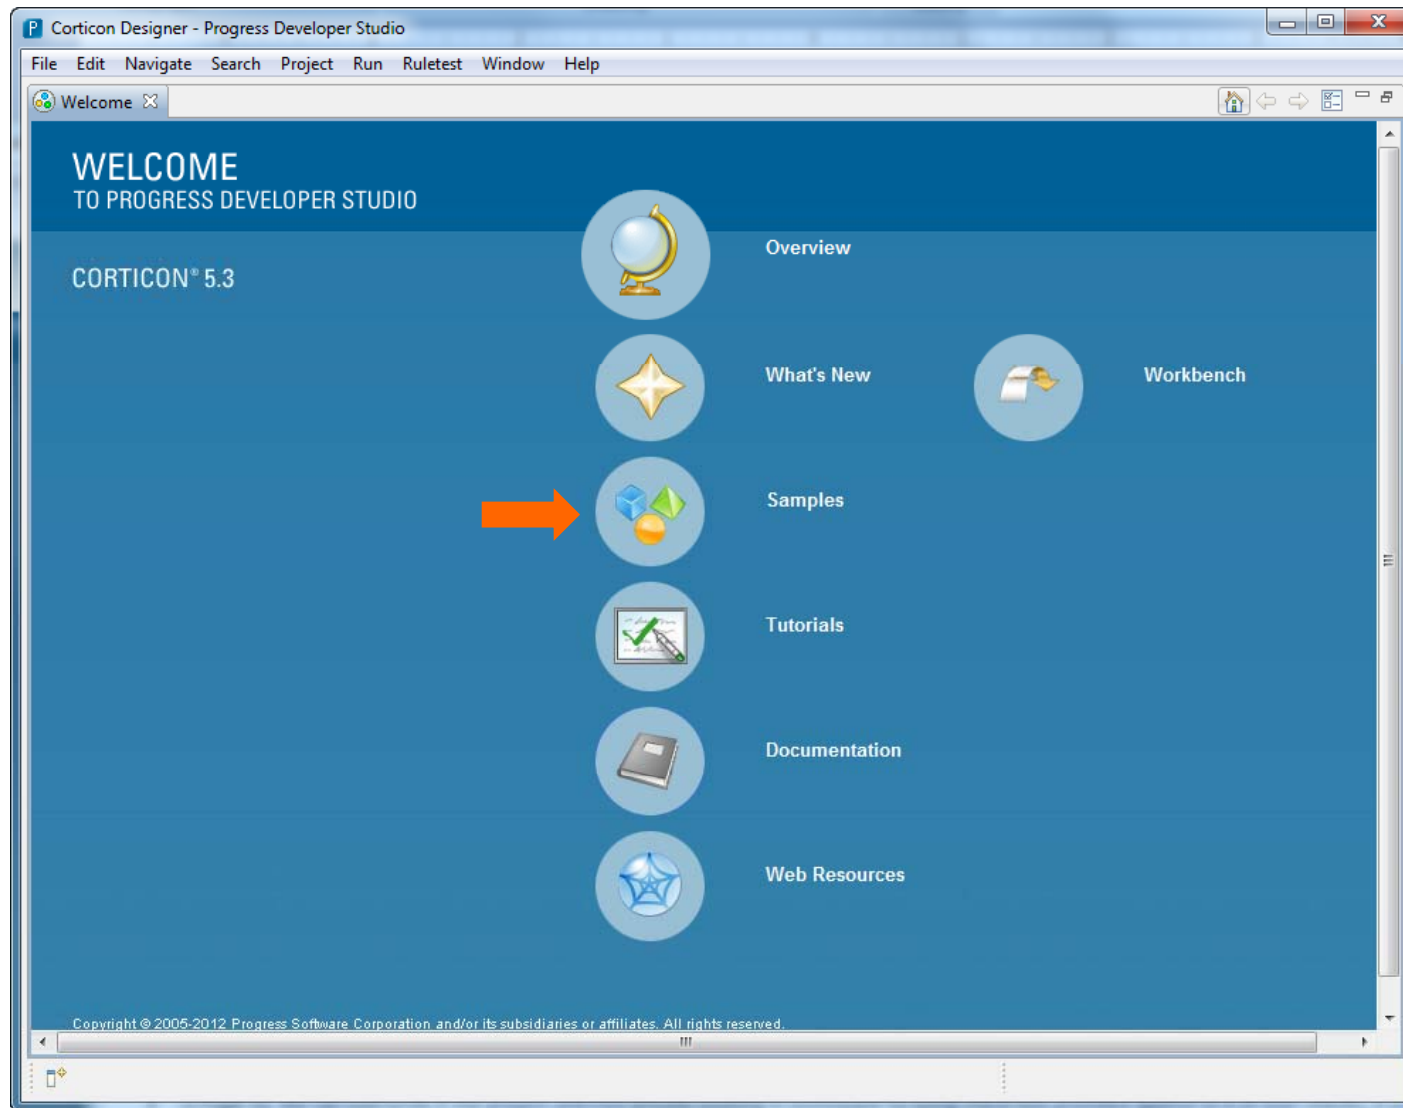 Corticon Designer - Progress Developer Studio
File Edit Navigate Search Project Run Ruletest Window Help
Welcome
WELCOME
TO PROGRESS DEVELOPER STUDIO
CORTICON® 5.3
Overview
What's New
Workbench
Samples
Tutorials
Documentation
Web Resources
Copyright © 2005-2012 Progress Software Corporation and/or its subsidiaries or affiliates. All rights reserved.